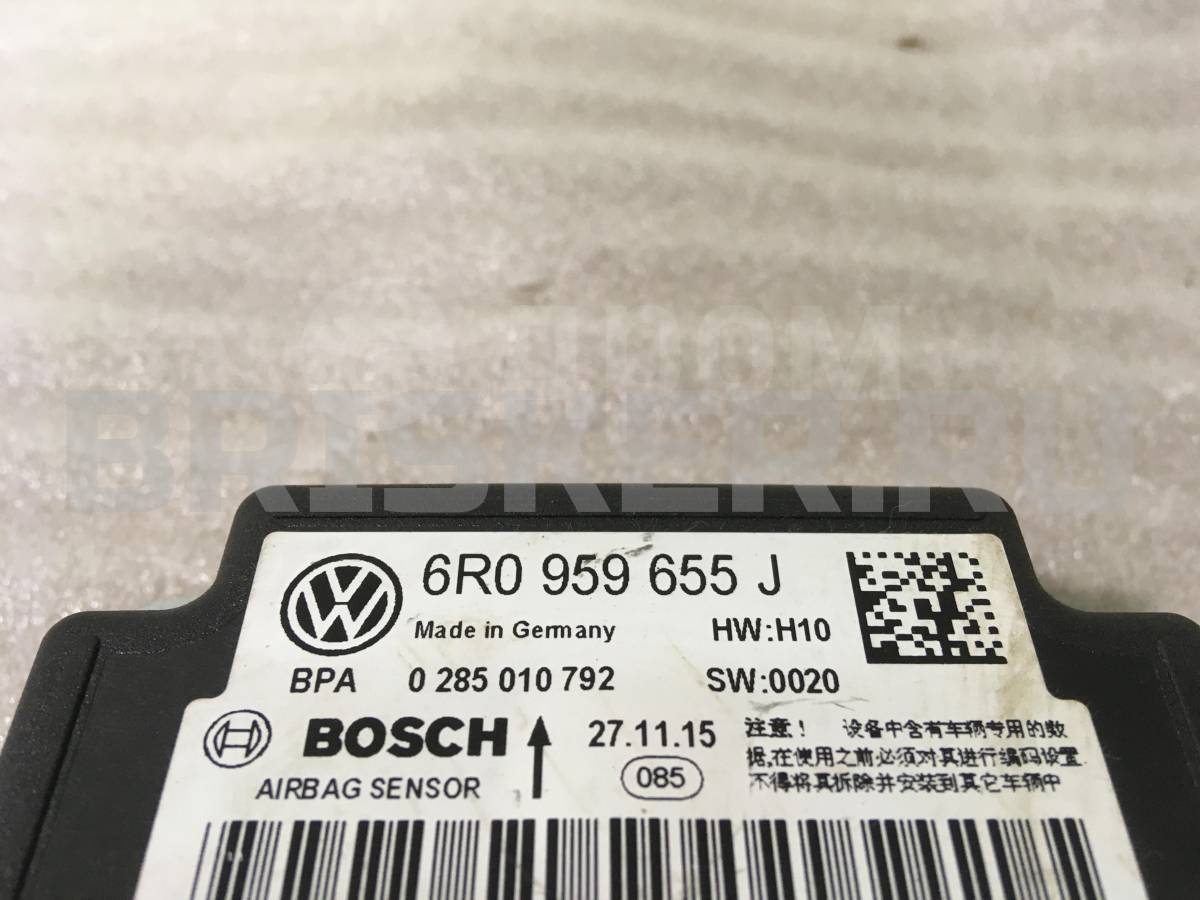 ПДОМ
BRISKER.RU
6R0 959 655 J
Made in Germany HW:H10
BPA 0 285 010 792 SW:0020
BOSCH 27.11.15
AIRBAG SENSOR 085
注意！ 设备中含有车辆专用的数
据,在使用之前必须对其进行编码设置
不得将其拆除并安装到其它车辆中